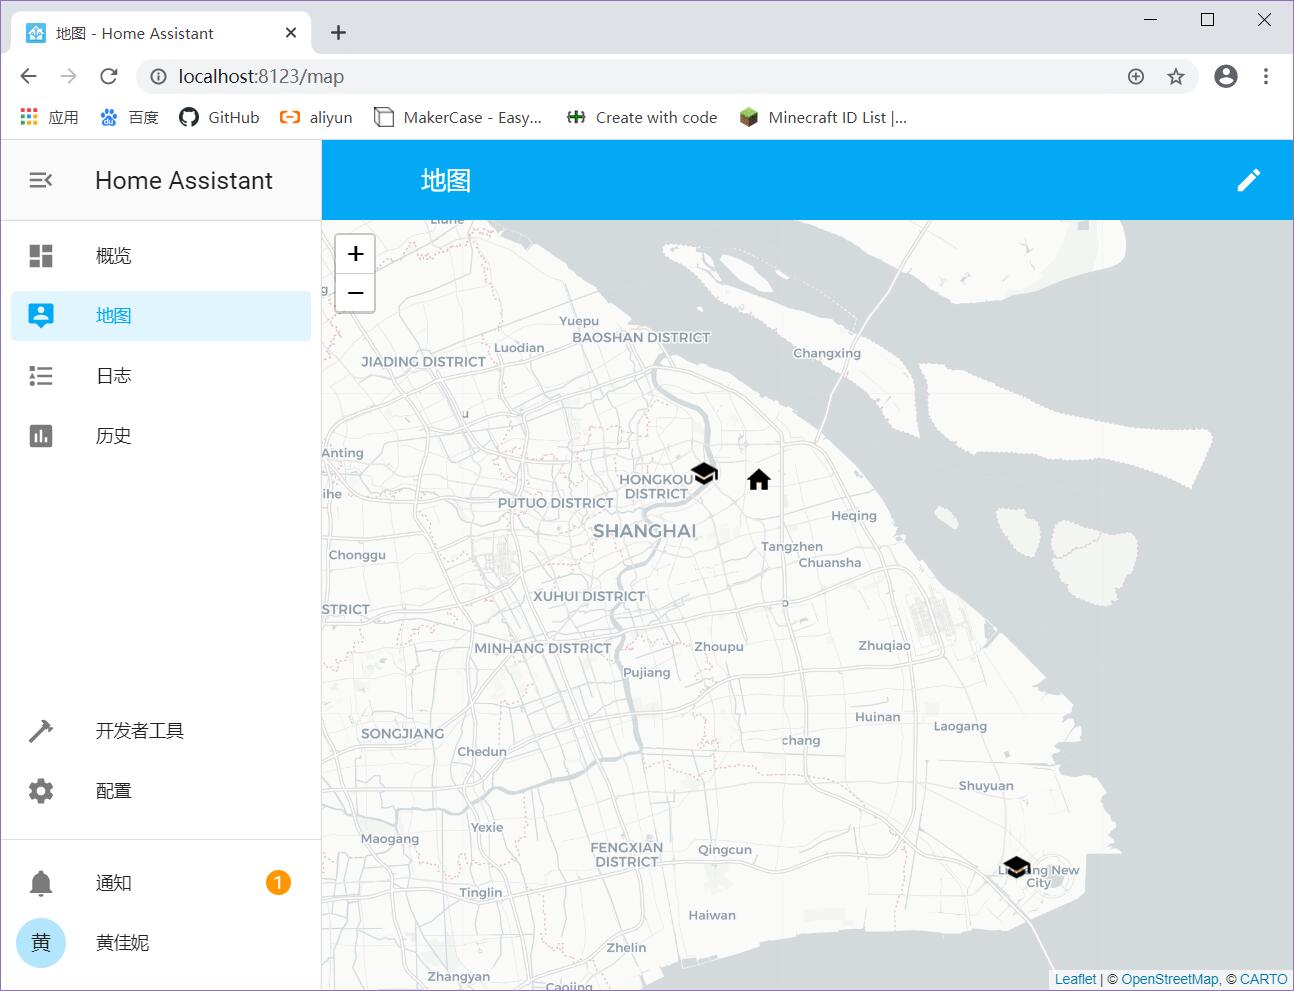 地图 - Home Assistant
localhost:8123/map
应用
百度
GitHub
aliyun
MakerCase - Easy...
Create with code
Minecraft ID List |...
Home Assistant
地图
概览
地图
日志
历史
开发者工具
配置
通知
1
黄
黄佳妮
+
−
Yuepu
BAOSHAN DISTRICT
Luodian
JIADING DISTRICT
Changxing
Anting
HONGKOU
DISTRICT
PUTUO DISTRICT
SHANGHAI
Heqing
Tangzhen
Chuansha
Chonggu
XUHUI DISTRICT
STRICT
MINHANG DISTRICT
Zhoupu
Zhuqiao
Pujiang
Huinan
Laogang
SONGJIANG
Chedun
chang
Shuyuan
Yexie
Maogang
FENGXIAN
DISTRICT
Qingcun
City
Tinglin
Haiwan
Zhelin
Zhangyan
Leaflet | © OpenStreetMap, © CARTO